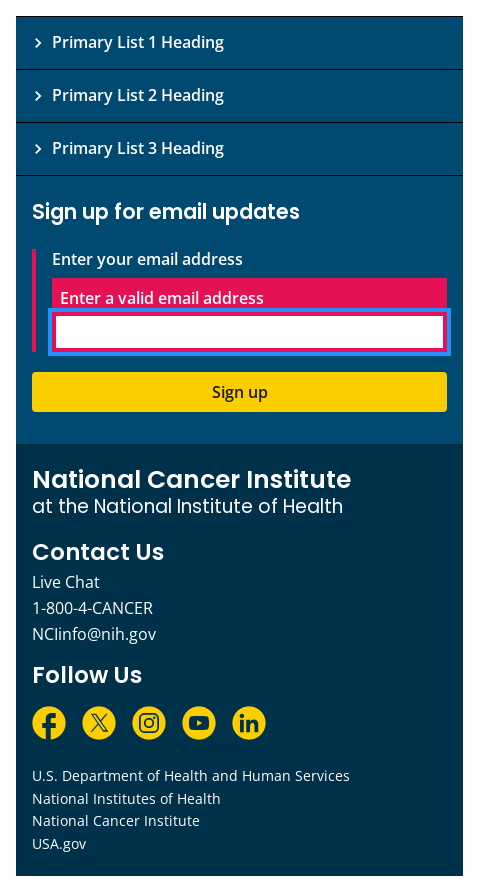 Primary List 1 Heading
Primary List 2 Heading
Primary List 3 Heading
Sign up for email updates
Enter your email address
Enter a valid email address
Sign up
National Cancer Institute
at the National Institute of Health
Contact Us
Live Chat
1-800-4-CANCER
NCIinfo@nih.gov
Follow Us
U.S. Department of Health and Human Services
National Institutes of Health
National Cancer Institute
USA.gov